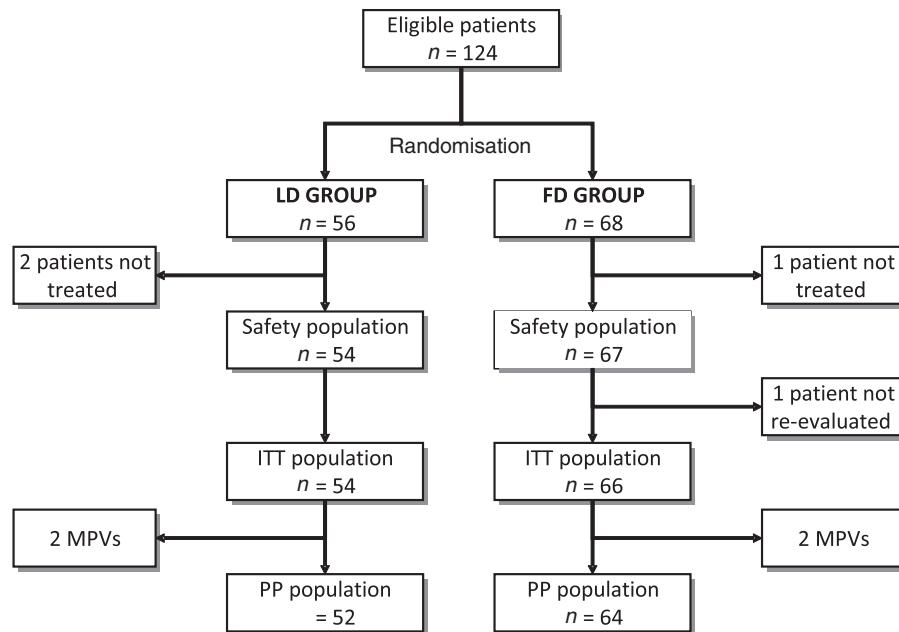 Eligible patients
n = 124
Randomisation
LD GROUP
n = 56
FD GROUP
n = 68
2 patients not
treated
1 patient not
treated
Safety population
n = 54
Safety population
n = 67
1 patient not
re-evaluated
ITT population
n = 54
ITT population
n = 66
2 MPVs
2 MPVs
PP population
= 52
PP population
n = 64